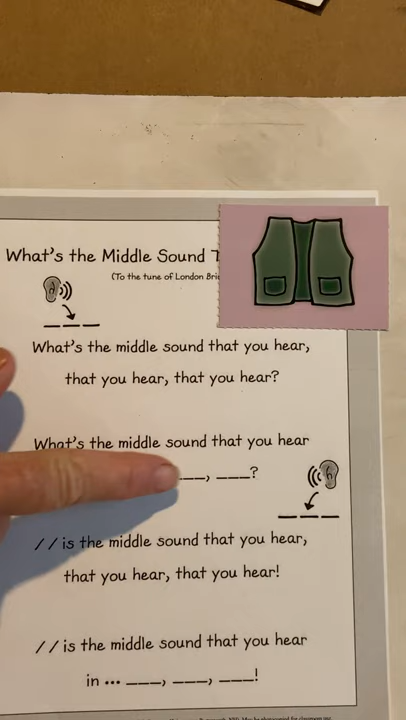 What's the Middle Sound
(To the tune of London
What's the middle sound that you hear,
that you hear, that you hear?
What's the middle sound that you hear
___, ___?
/ / is the middle sound that you hear,
that you hear, that you hear!
/ / is the middle sound that you hear
in ... ___, ___, ___!